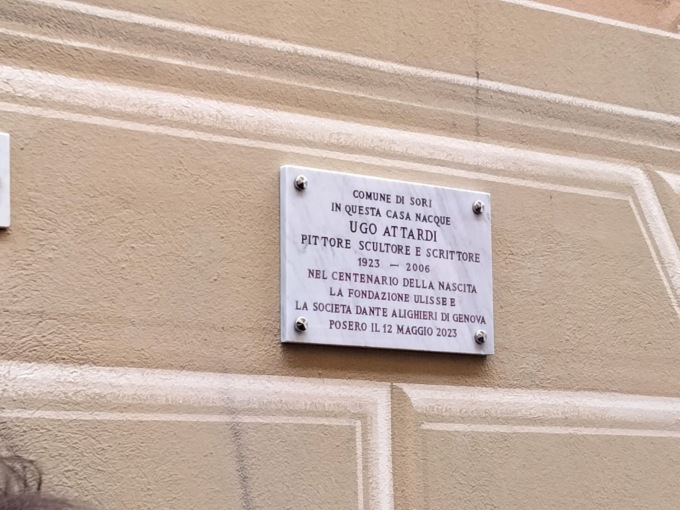 COMUNE DI SORI
IN QUESTA CASA NACQUE
UGO ATTARDI
PITTORE SCULTORE E SCRITTORE
1923 – 2006
NEL CENTENARIO DELLA NASCITA
LA FONDAZIONE ULISSE E
LA SOCIETA DANTE ALIGHIERI DI GENOVA
POSERO IL 12 MAGGIO 2023